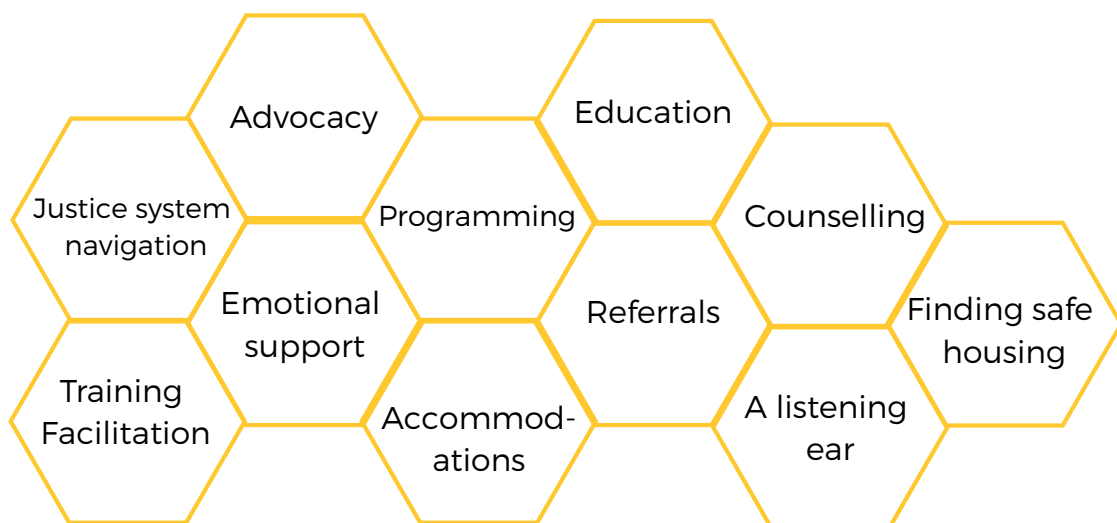 Advocacy
Education
Justice system
navigation
Programming
Counselling
Emotional
support
Referrals
Finding safe
housing
Training
Facilitation
Accommod-
ations
A listening
ear